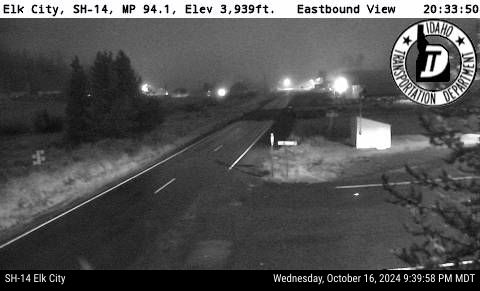 Elk City, SH-14, MP 94.1, Elev 3,939ft.   Eastbound View   20:33:50
IDAHO
TRANSPORTATION DEPARTMENT
SH-14 Elk City   Wednesday, October 16, 2024 9:39:58 PM MDT